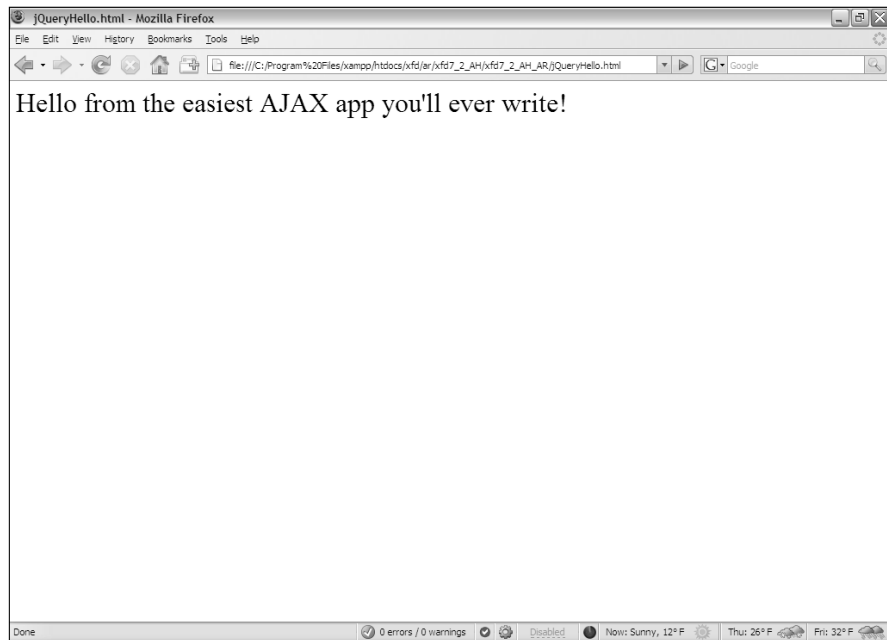 jQueryHello.html - Mozilla Firefox
File Edit View History Bookmarks Tools Help
file:///C:/Program%20Files/xampp/htdocs/xfd/ar/xfd7_2_AH/xfd7_2_AH_AR/jQueryHello.html G Google
Hello from the easiest AJAX app you'll ever write!
Done 0 errors / 0 warnings Disabled Now: Sunny, 12° F Thu: 26° F Fri: 32° F